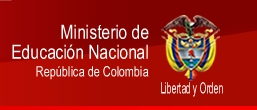 Ministerio de
Educación Nacional
República de Colombia
Libertad y Orden